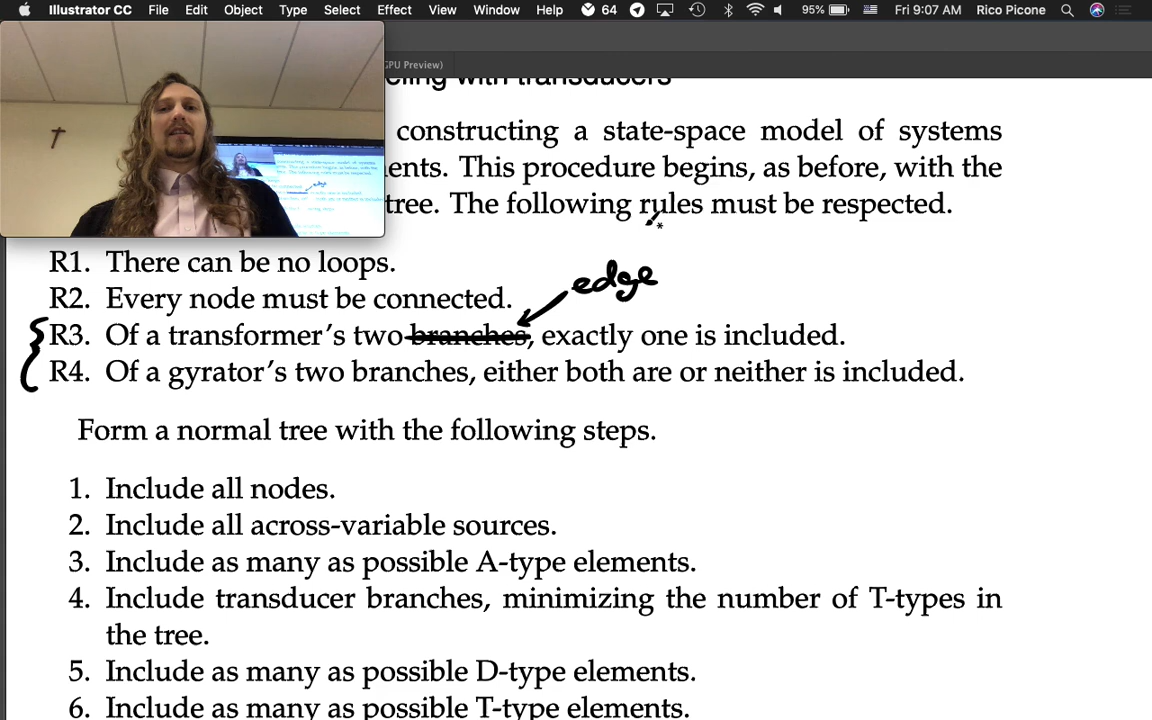 Illustrator CC File Edit Object Type Select Effect View Window Help 64 95% Fri 9:07 AM Rico Picone
GPU Preview)
ling with transducers
constructing a state-space model of systems
ents. This procedure begins, as before, with the
tree. The following rules must be respected.
edge
R1. There can be no loops.
R2. Every node must be connected.
R3. Of a transformer's two branches, exactly one is included.
R4. Of a gyrator's two branches, either both are or neither is included.
Form a normal tree with the following steps.
1. Include all nodes.
2. Include all across-variable sources.
3. Include as many as possible A-type elements.
4. Include transducer branches, minimizing the number of T-types in
the tree.
5. Include as many as possible D-type elements.
6. Include as many as possible T-type elements.